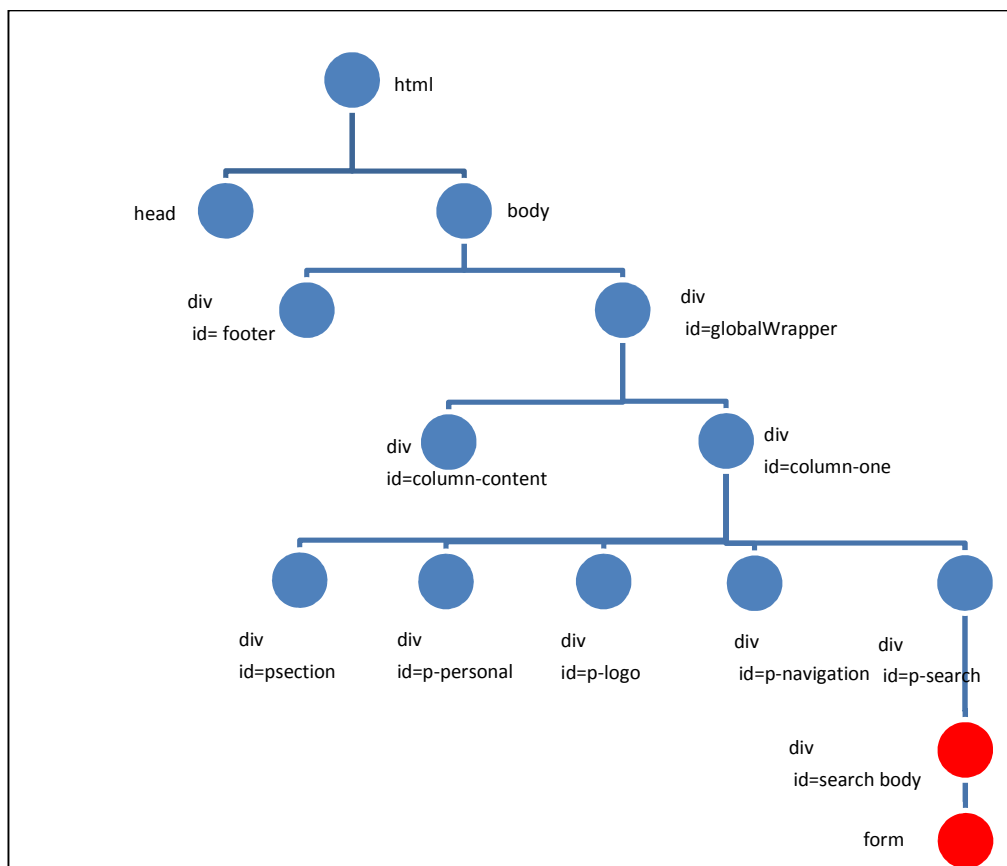 html
head
body
div
id= footer
div
id=globalWrapper
div
id=column-content
div
id=column-one
div
id=psection
div
id=p-personal
div
id=p-logo
div
id=p-navigation
div
id=p-search
div
id=search body
form